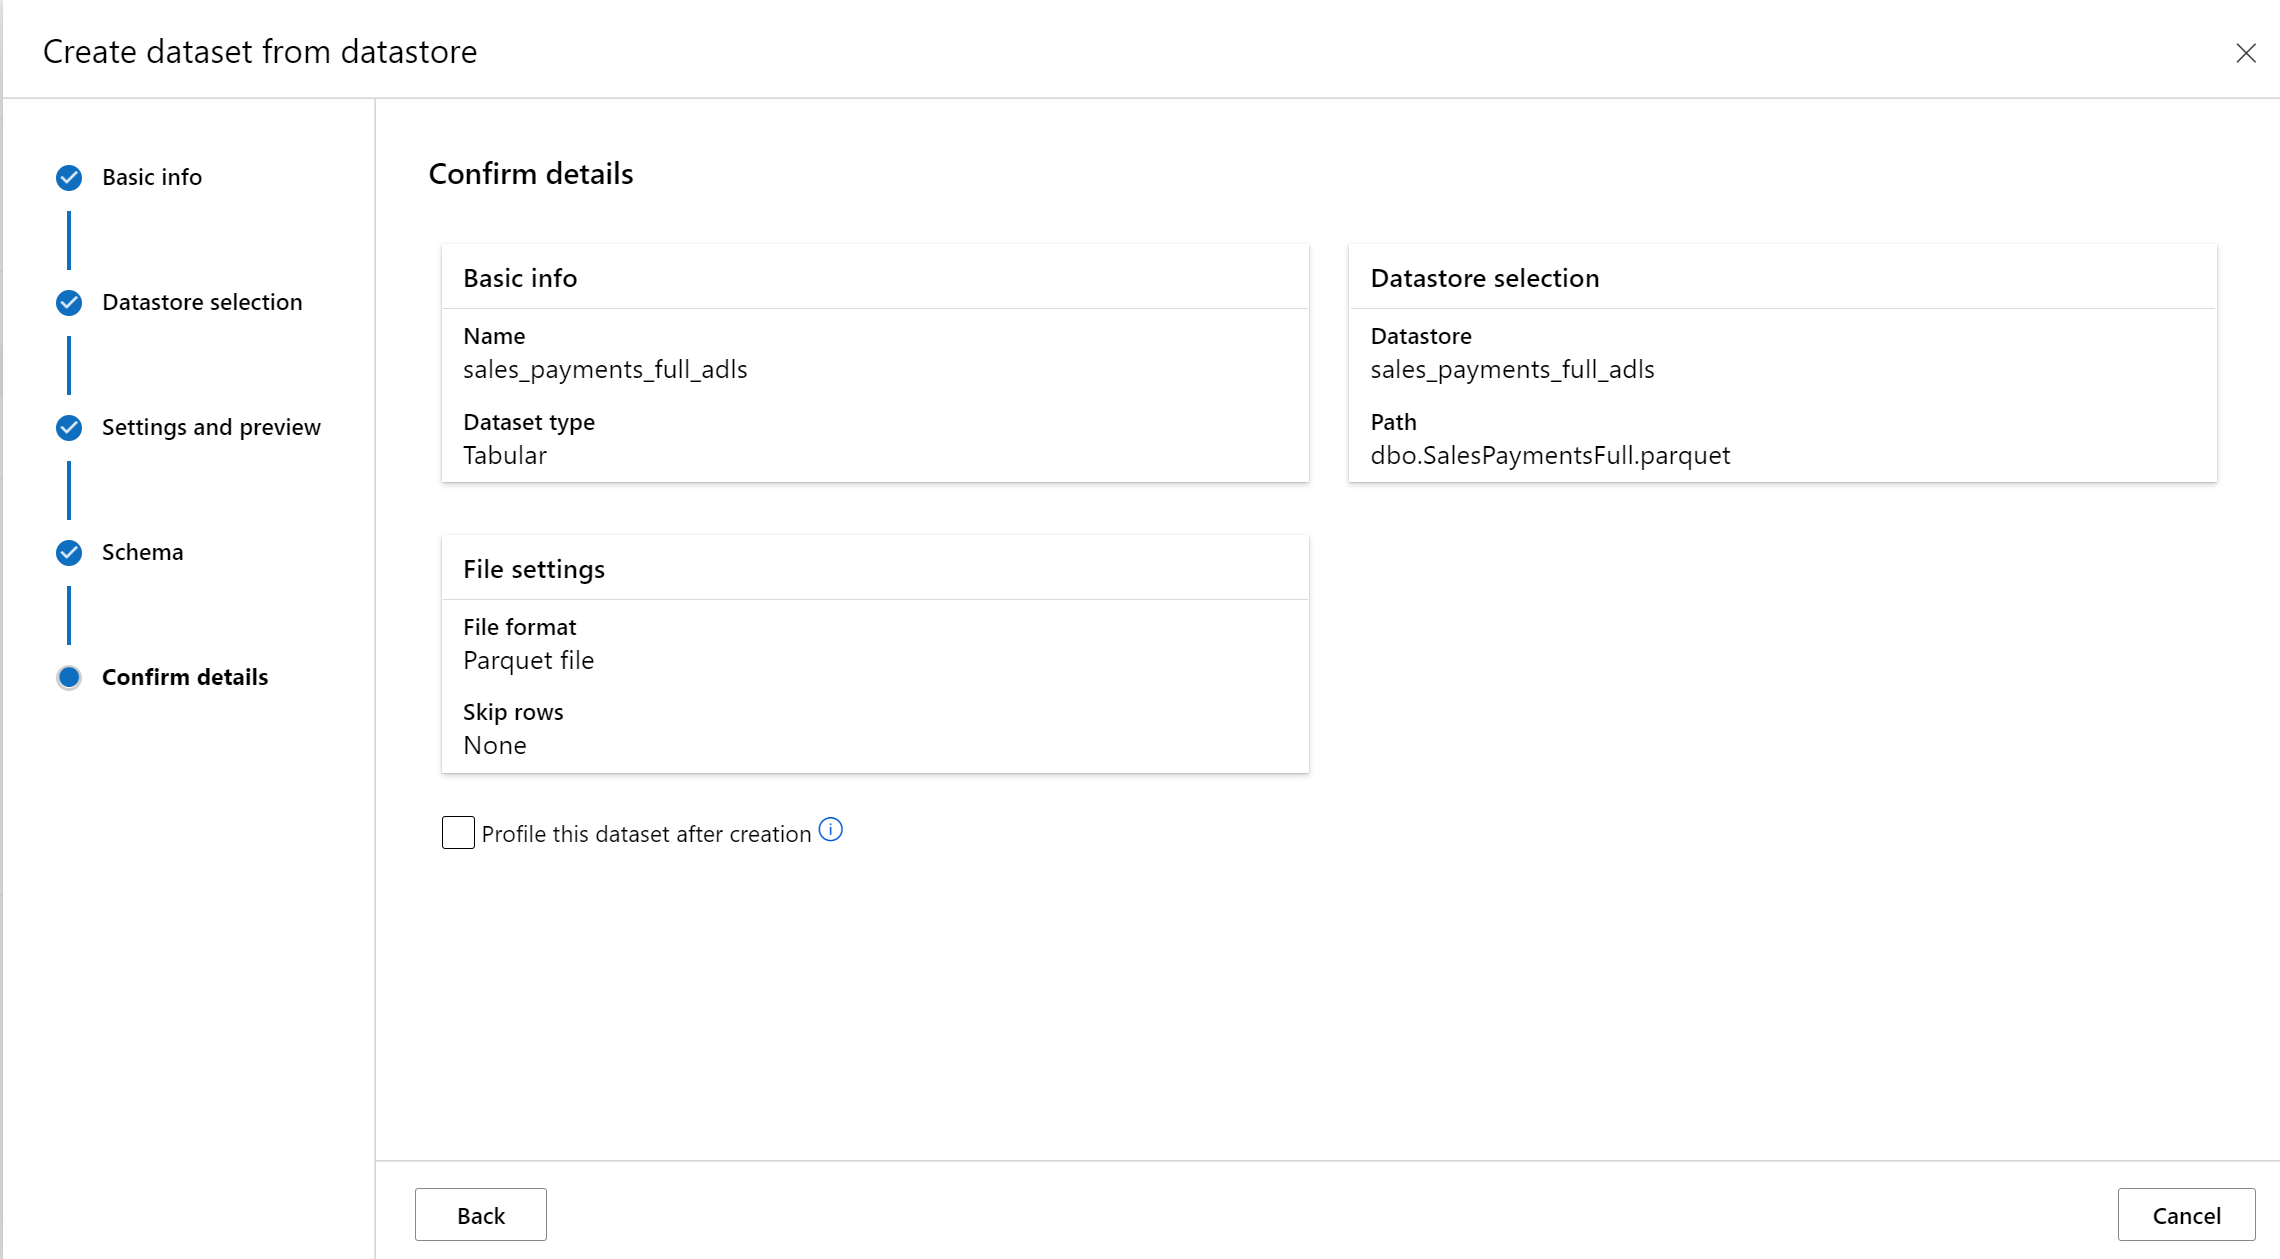 Create dataset from datastore
Basic info
Datastore selection
Settings and preview
Schema
Confirm details
Confirm details
Basic info
Name
sales_payments_full_adls
Dataset type
Tabular
Datastore selection
Datastore
sales_payments_full_adls
Path
dbo.SalesPaymentsFull.parquet
File settings
File format
Parquet file
Skip rows
None
Profile this dataset after creation
Back
Cancel